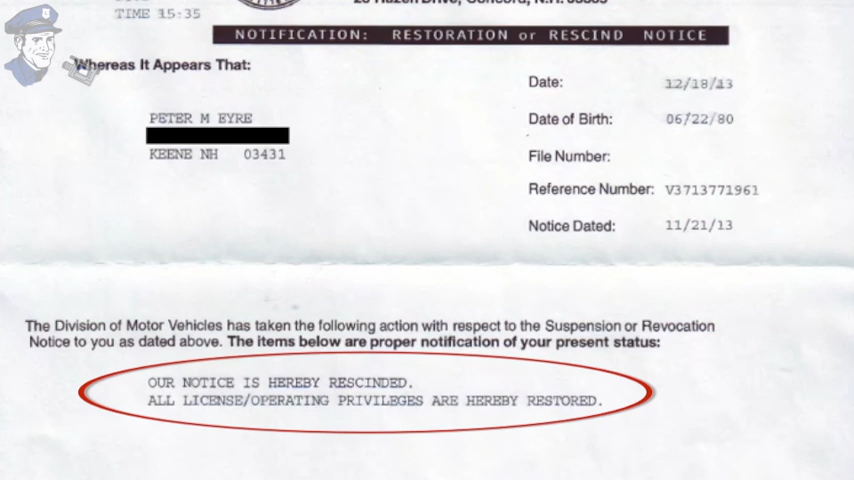 TIME 15:35
NOTIFICATION: RESTORATION or RESCIND NOTICE
Whereas It Appears That:
Date: 12/18/13
PETER M EYRE
Date of Birth: 06/22/80
KEENE NH 03431
File Number:
Reference Number: V3713771961
Notice Dated: 11/21/13
The Division of Motor Vehicles has taken the following action with respect to the Suspension or Revocation
Notice to you as dated above. The items below are proper notification of your present status:
OUR NOTICE IS HEREBY RESCINDED.
ALL LICENSE/OPERATING PRIVILEGES ARE HEREBY RESTORED.